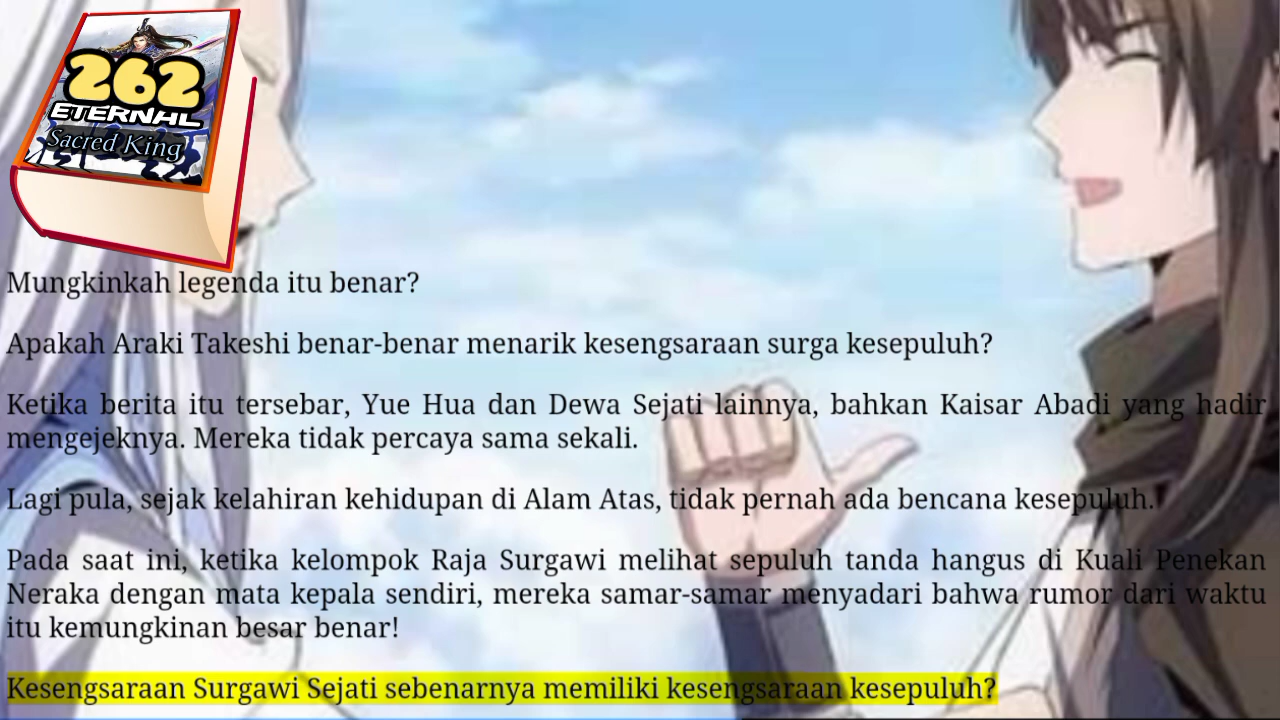 262
ETERNAL
Sacred King
Mungkinkah legenda itu benar?
Apakah Araki Takeshi benar-benar menarik kesengsaraan surga kesepuluh?
Ketika berita itu tersebar, Yue Hua dan Dewa Sejati lainnya, bahkan Kaisar Abadi yang hadir
mengejeknya. Mereka tidak percaya sama sekali.
Lagi pula, sejak kelahiran kehidupan di Alam Atas, tidak pernah ada bencana kesepuluh.
Pada saat ini, ketika kelompok Raja Surgawi melihat sepuluh tanda hangus di Kuali Penekan
Neraka dengan mata kepala sendiri, mereka samar-samar menyadari bahwa rumor dari waktu
itu kemungkinan besar benar!
Kesengsaraan Surgawi Sejati sebenarnya memiliki kesengsaraan kesepuluh?